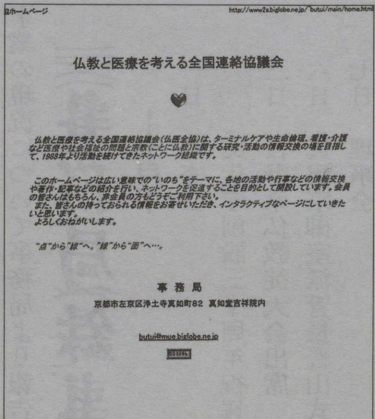 協ホームページ http://www2s.biglobe.ne.jp/~butui/main/home.html
仏教と医療を考える全国連絡協議会
仏教と医療を考える全国連絡協議会(仏医全協)は、ターミナルケアや生命倫理、看護・介護
など医療や社会福祉の問題と宗教(とことに仏教)に関する研究・活動の情報交換の場を目指し
て、1988年より活動を続けてきたネットワーク組織です。
このホームページは広い意味での"いのち"をテーマに、各地の活動や行事などの情報交換
や著作・記事などの紹介を行い、ネットワークを促進することを目的として開設しています。会員
の皆さんはもちろん、非会員の方もどうぞご利用下さい。
また、皆さんの持っておられる情報をお寄せいただき、インタラクティブなページにしていきた
いと思います。
よろしくおねがいします。
"点"から"線"へ。"線"から"面"へ…。
事 務 局
京都市左京区浄土寺真如町82 真如堂吉祥院内
butui@mue.biglobe.ne.jp